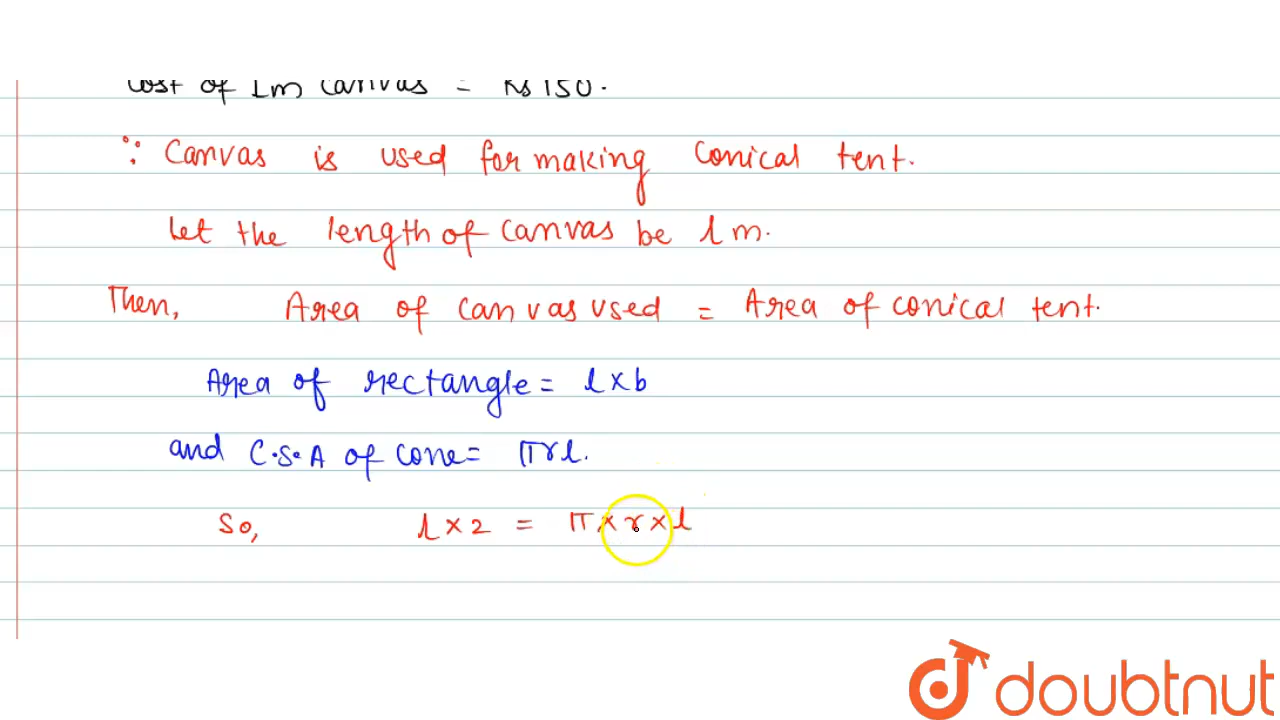 Cost of 1m canvas = Rs 150.
∵ Canvas is used for making conical tent.
Let the length of canvas be l m.
Then, Area of canvas used = Area of conical tent.
Area of rectangle = l×b
and C.S.A of cone = πrl.
So, l×2 = π×r×l
doubtnut